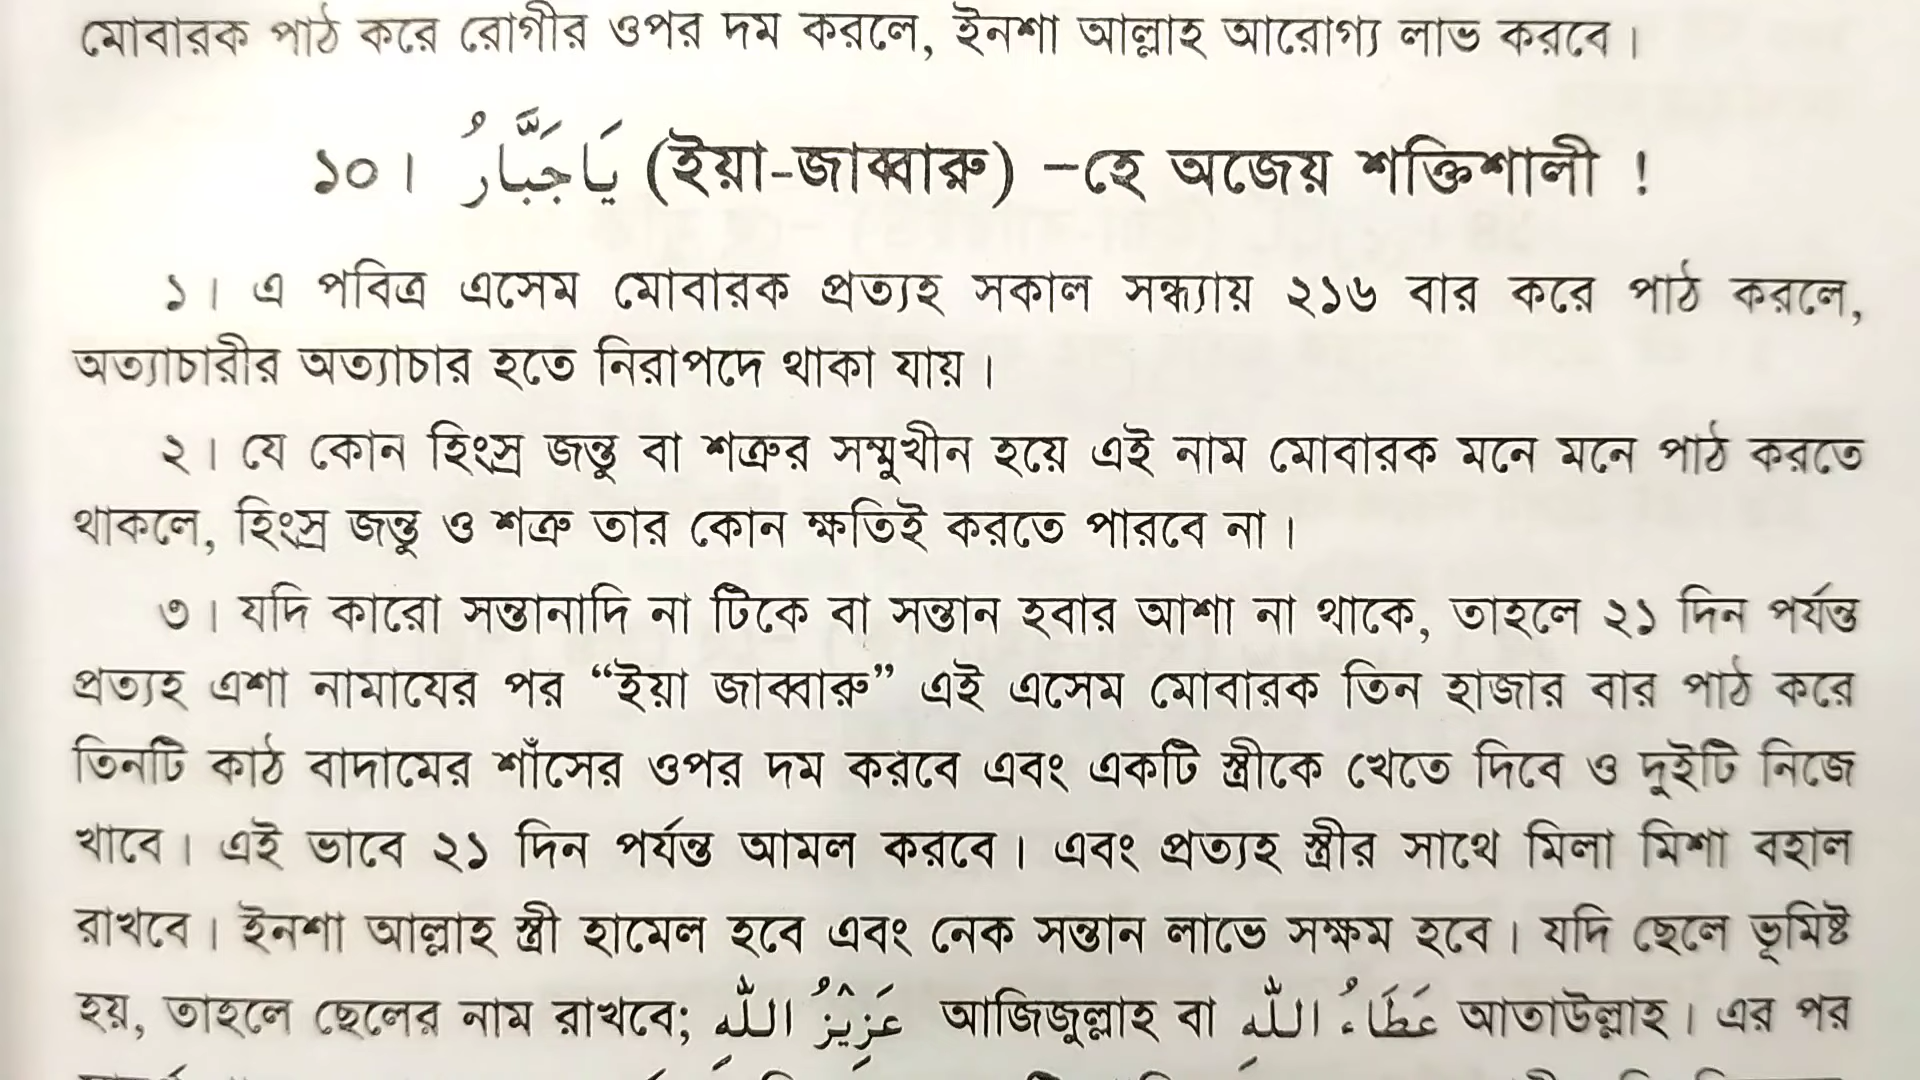 মোবারক পাঠ করে রোগীর ওপর দম করলে, ইনশা আল্লাহ আরোগ্য লাভ করবে।
১০। يَا جَبَّارُ (ইয়া-জাব্বারু) –হে অজেয় শক্তিশালী !
১। এ পবিত্র এসেম মোবারক প্রত্যহ সকাল সন্ধ্যায় ২১৬ বার করে পাঠ করলে,
অত্যাচারীর অত্যাচার হতে নিরাপদে থাকা যায়।
২। যে কোন হিংস্র জন্তু বা শত্রুর সম্মুখীন হয়ে এই নাম মোবারক মনে মনে পাঠ করতে
থাকলে, হিংস্র জন্তু ও শত্রু তার কোন ক্ষতিই করতে পারবে না।
৩। যদি কারো সন্তানাদি না টিকে বা সন্তান হবার আশা না থাকে, তাহলে ২১ দিন পর্যন্ত
প্রত্যহ এশা নামাযের পর “ইয়া জাব্বারু” এই এসেম মোবারক তিন হাজার বার পাঠ করে
তিনটি কাঠ বাদামের শাঁসের ওপর দম করবে এবং একটি স্ত্রীকে খেতে দিবে ও দুইটি নিজে
খাবে। এই ভাবে ২১ দিন পর্যন্ত আমল করবে। এবং প্রত্যহ স্ত্রীর সাথে মিলা মিশা বহাল
রাখবে। ইনশা আল্লাহ স্ত্রী হামেল হবে এবং নেক সন্তান লাভে সক্ষম হবে। যদি ছেলে ভূমিষ্ট
হয়, তাহলে ছেলের নাম রাখবে; عَزِيْزُ اللّٰهِ আজিজুল্লাহ বা عَطَاءُ اللّٰهِ আতাউল্লাহ। এর পর